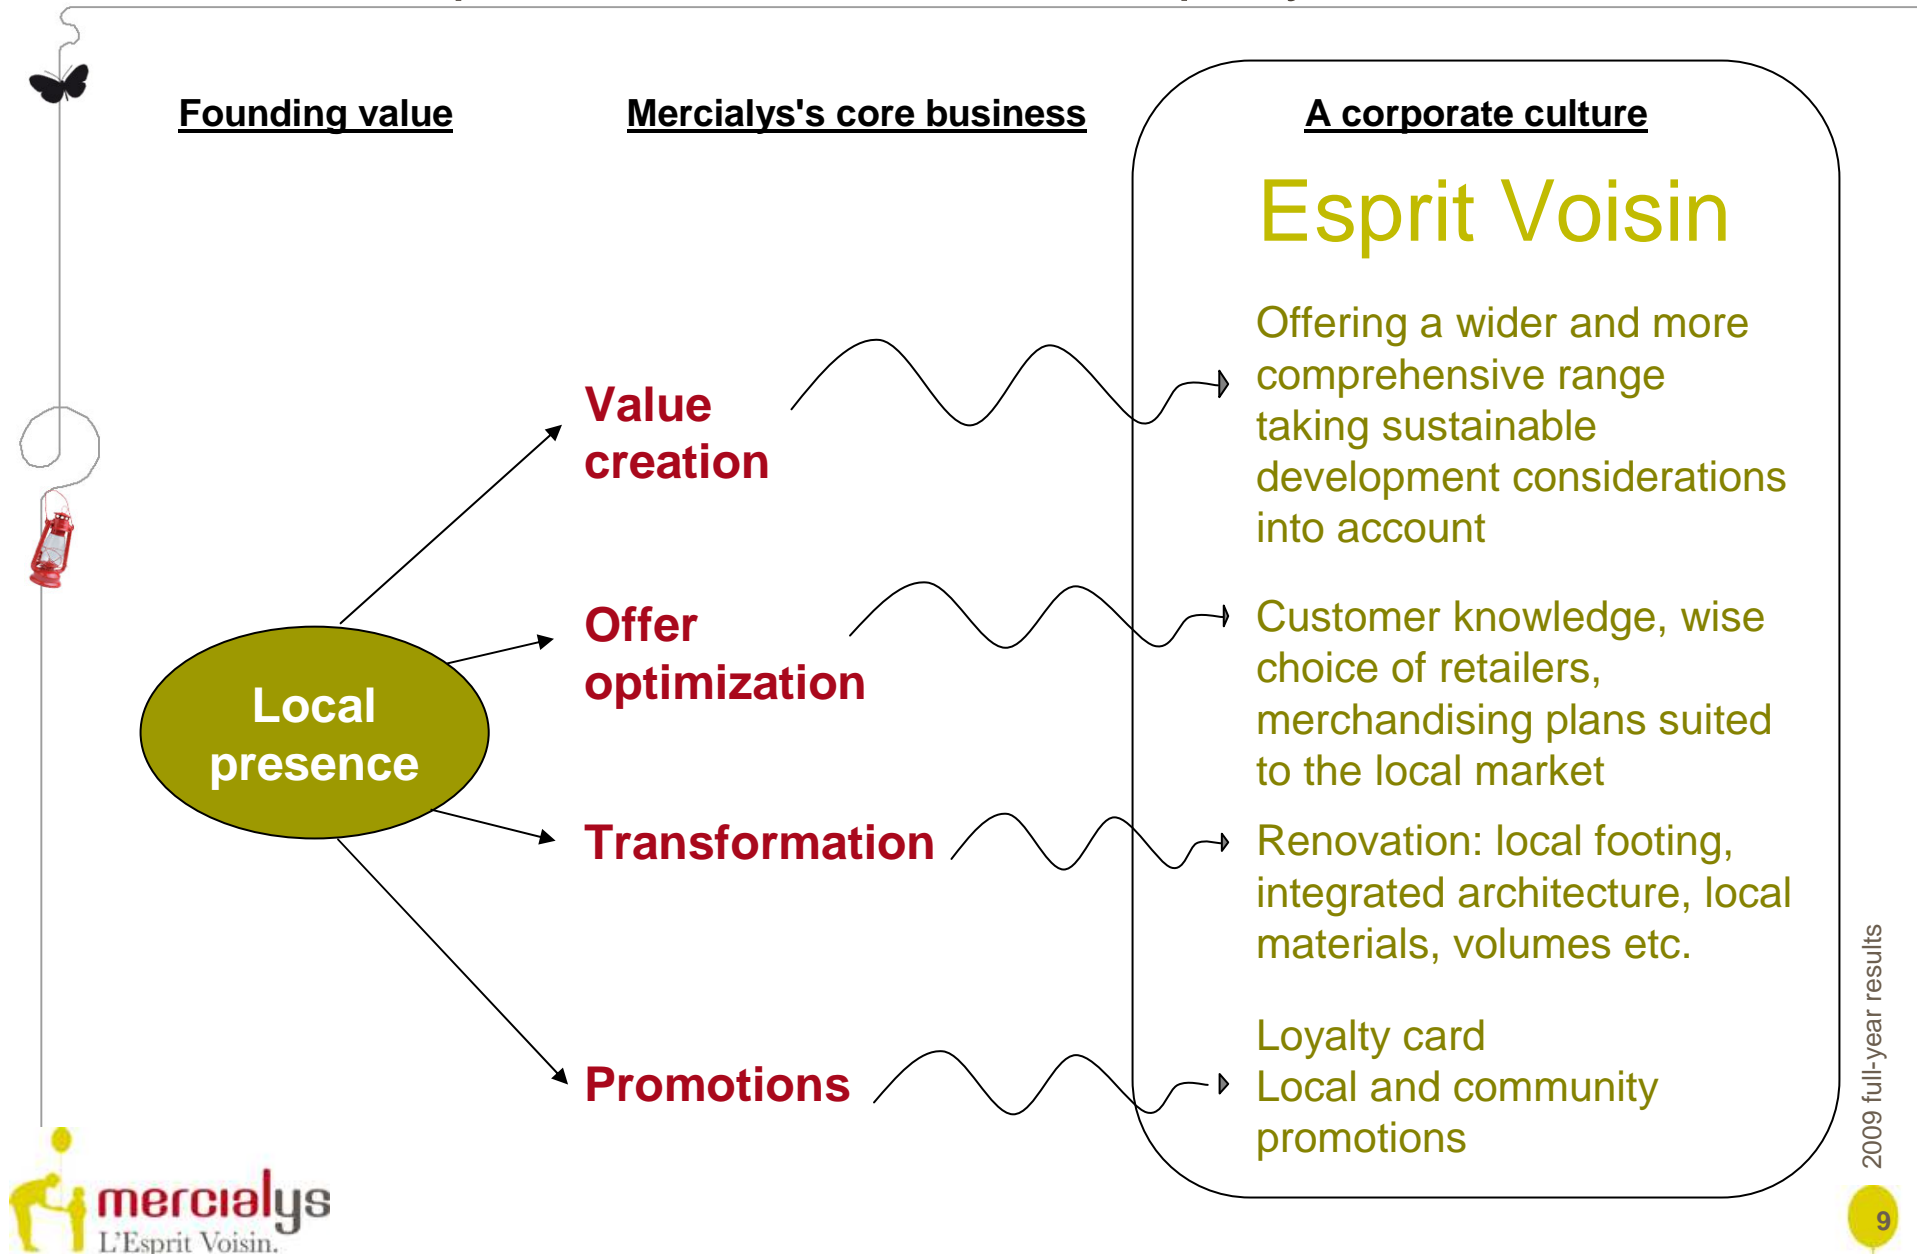 Founding value
Mercialys's core business
A corporate culture
Esprit Voisin
Local
presence
Value
creation
Offering a wider and more
comprehensive range
taking sustainable
development considerations
into account
Offer
optimization
Customer knowledge, wise
choice of retailers,
merchandising plans suited
to the local market
Transformation
Renovation: local footing,
integrated architecture, local
materials, volumes etc.
Promotions
Loyalty card
Local and community
promotions
2009 full-year results
mercialys
L'Esprit Voisin.
9